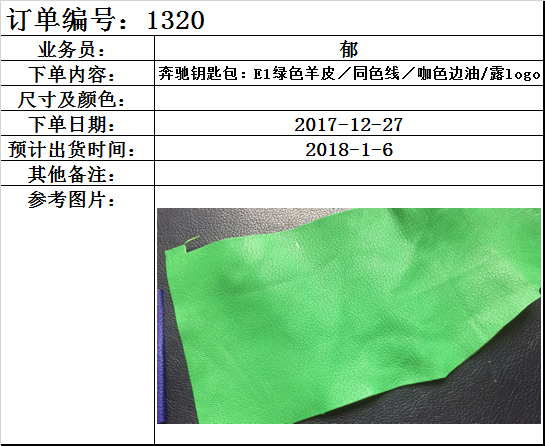 订单编号：1320
业务员： 郁
下单内容： 奔驰钥匙包：E1绿色羊皮／同色线／咖色边油/露logo
尺寸及颜色：
下单日期： 2017-12-27
预计出货时间： 2018-1-6
其他备注：
参考图片：